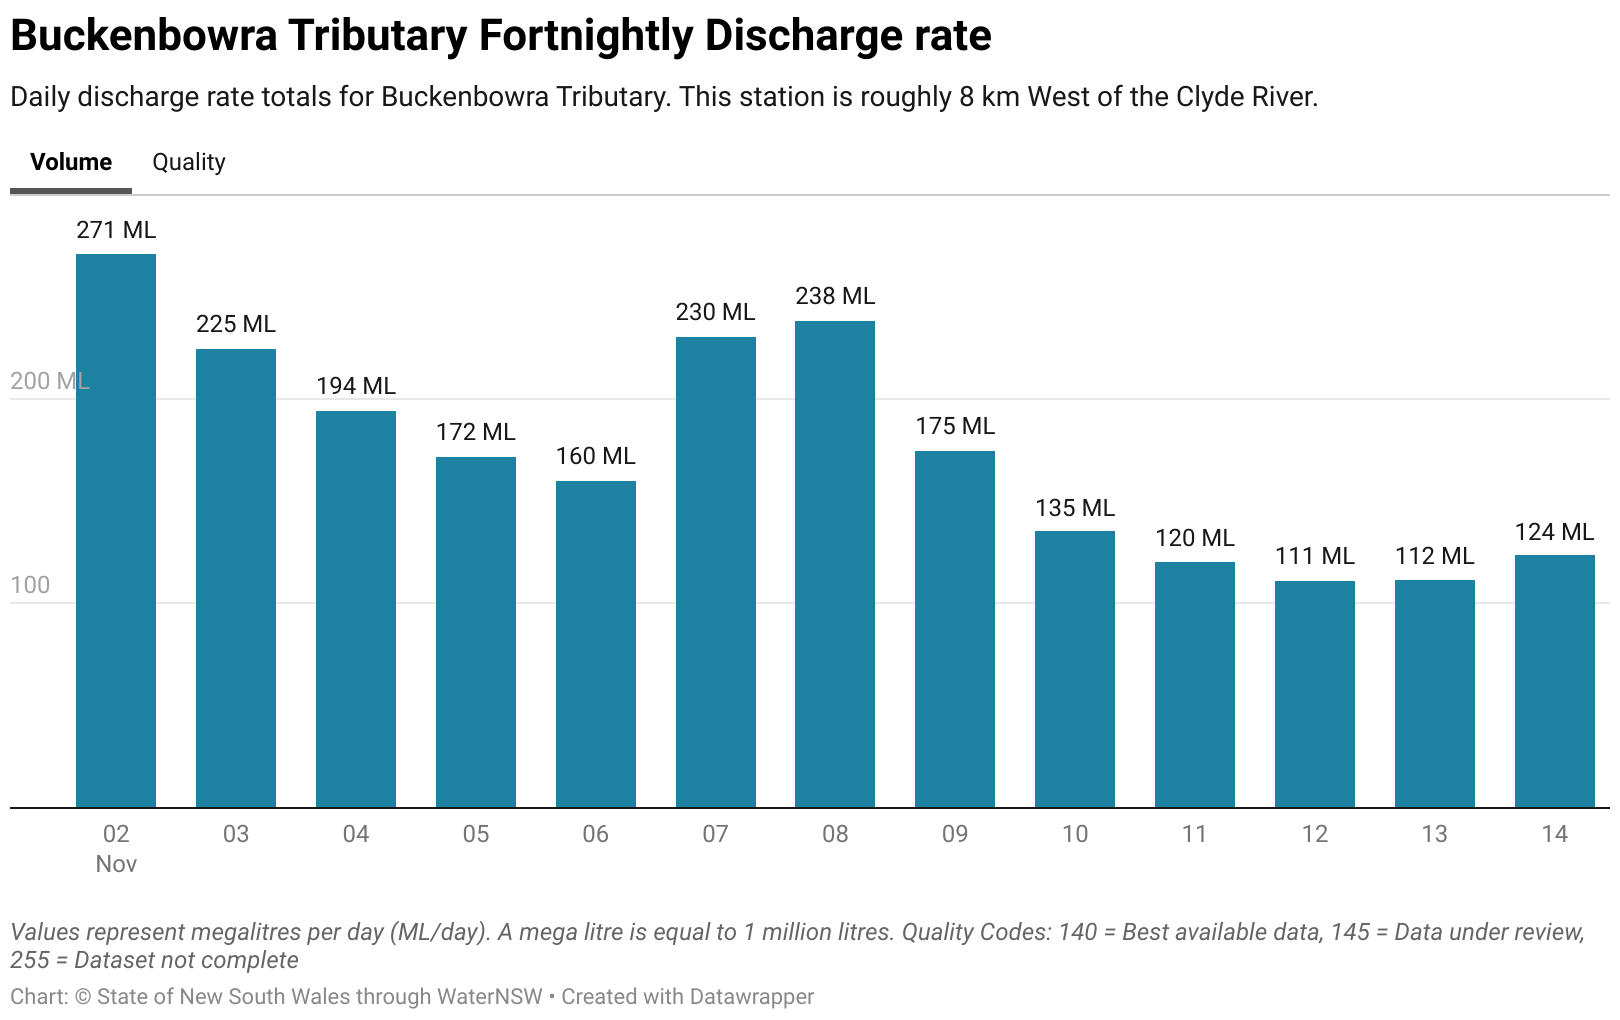 Buckenbowra Tributary Fortnightly Discharge rate
Daily discharge rate totals for Buckenbowra Tributary. This station is roughly 8 km West of the Clyde River.
Volume Quality
271 ML
225 ML
194 ML
172 ML
160 ML
230 ML
238 ML
175 ML
135 ML
120 ML
111 ML
112 ML
124 ML
200 ML
100
02 03 04 05 06 07 08 09 10 11 12 13 14
Nov
Values represent megalitres per day (ML/day). A mega litre is equal to 1 million litres. Quality Codes: 140 = Best available data, 145 = Data under review,
255 = Dataset not complete
Chart: © State of New South Wales through WaterNSW • Created with Datawrapper